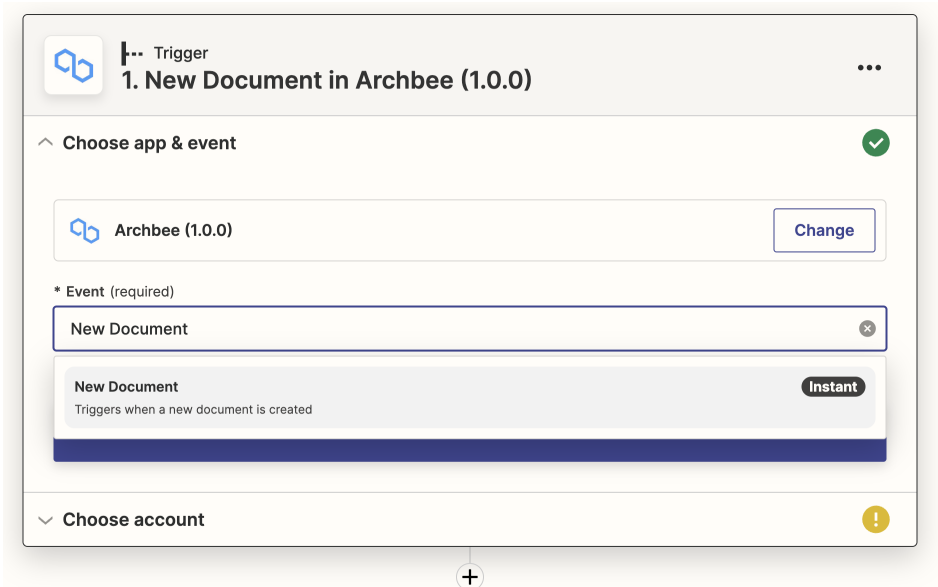 Trigger
1. New Document in Archbee (1.0.0)
Choose app & event
Archbee (1.0.0)
Change
* Event (required)
New Document
New Document
Instant
Triggers when a new document is created
Choose account